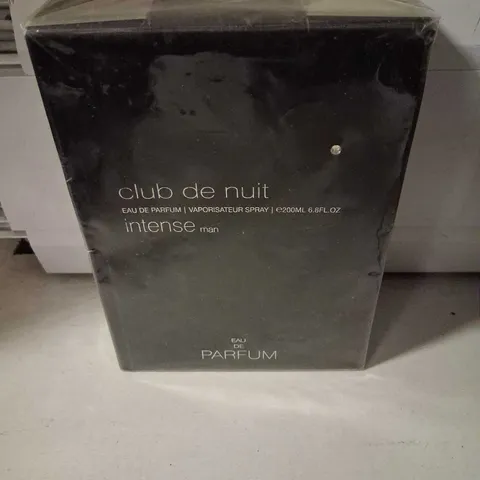 club de nuit
EAU DE PARFUM | VAPORISATEUR SPRAY | ℮200ML 6.8FL.OZ
intense man
EAU
DE
PARFUM